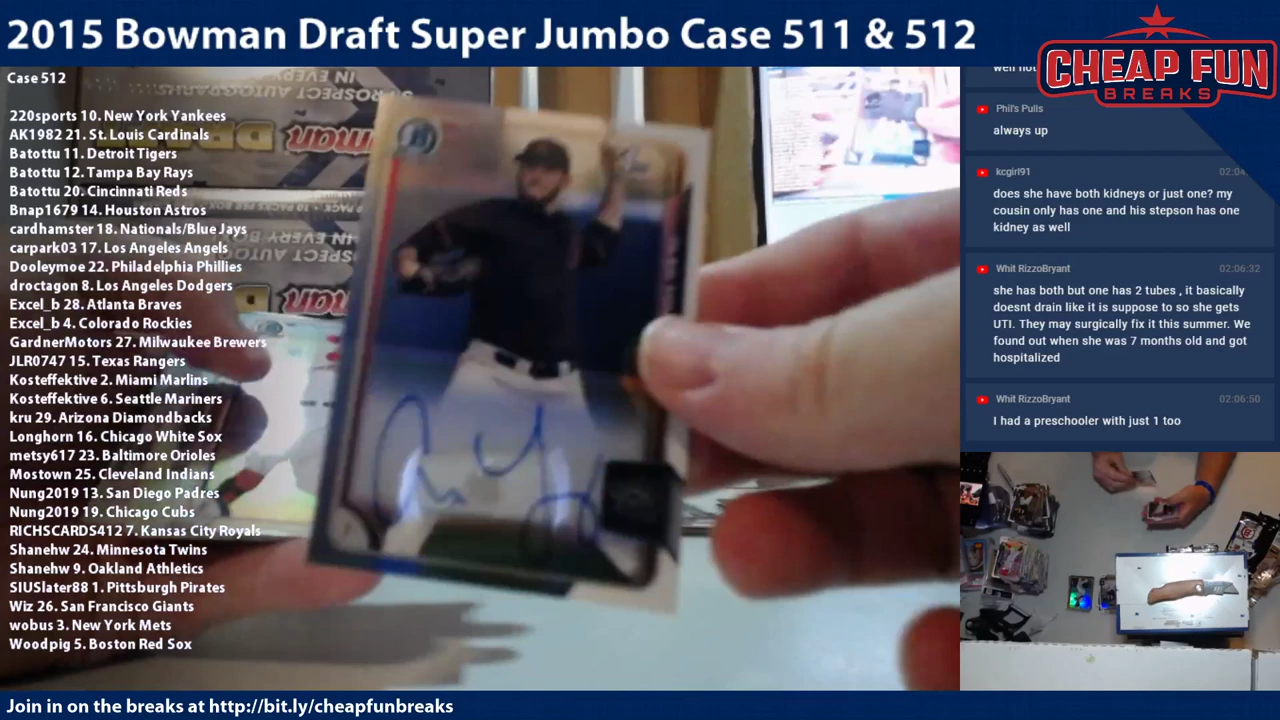 2015 Bowman Draft Super Jumbo Case 511 & 512
CHEAP FUN
BREAKS
Case 512
220sports 10. New York Yankees
AK1982 21. St. Louis Cardinals
Batottu 11. Detroit Tigers
Batottu 12. Tampa Bay Rays
Batottu 20. Cincinnati Reds
Bnap1679 14. Houston Astros
cardhamster 18. Nationals/Blue Jays
carpark03 17. Los Angeles Angels
Dooleymoe 22. Philadelphia Phillies
droctagon 8. Los Angeles Dodgers
Excel_b 28. Atlanta Braves
Excel_b 4. Colorado Rockies
GardnerMotors 27. Milwaukee Brewers
JLR0747 15. Texas Rangers
Kosteffektive 2. Miami Marlins
Kosteffektive 6. Seattle Mariners
kru 29. Arizona Diamondbacks
Longhorn 16. Chicago White Sox
metsy617 23. Baltimore Orioles
Mostown 25. Cleveland Indians
Nung2019 13. San Diego Padres
Nung2019 19. Chicago Cubs
RICHSCARDS412 7. Kansas City Royals
Shanehw 24. Minnesota Twins
Shanehw 9. Oakland Athletics
SIUSlater88 1. Pittsburgh Pirates
Wiz 26. San Francisco Giants
wobus 3. New York Mets
Woodpig 5. Boston Red Sox
IN EVERY
PROSPECT AUTOGRAPHS
well not
Phil's Pulls
always up
kcgirl91 02:04
does she have both kidneys or just one? my
cousin only has one and his stepson has one
kidney as well
Whit RizzoBryant 02:06:32
she has both but one has 2 tubes , it basically
doesnt drain like it is suppose to so she gets
UTI. They may surgically fix it this summer. We
found out when she was 7 months old and got
hospitalized
Whit RizzoBryant 02:06:50
I had a preschooler with just 1 too
Join in on the breaks at http://bit.ly/cheapfunbreaks